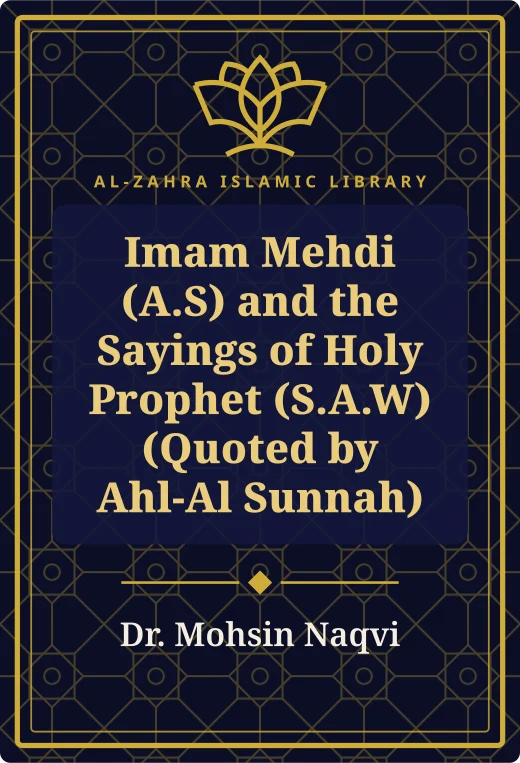 AL-ZAHRA ISLAMIC LIBRARY
Imam Mehdi
(A.S) and the
Sayings of Holy
Prophet (S.A.W)
(Quoted by
Ahl-Al Sunnah)
Dr. Mohsin Naqvi